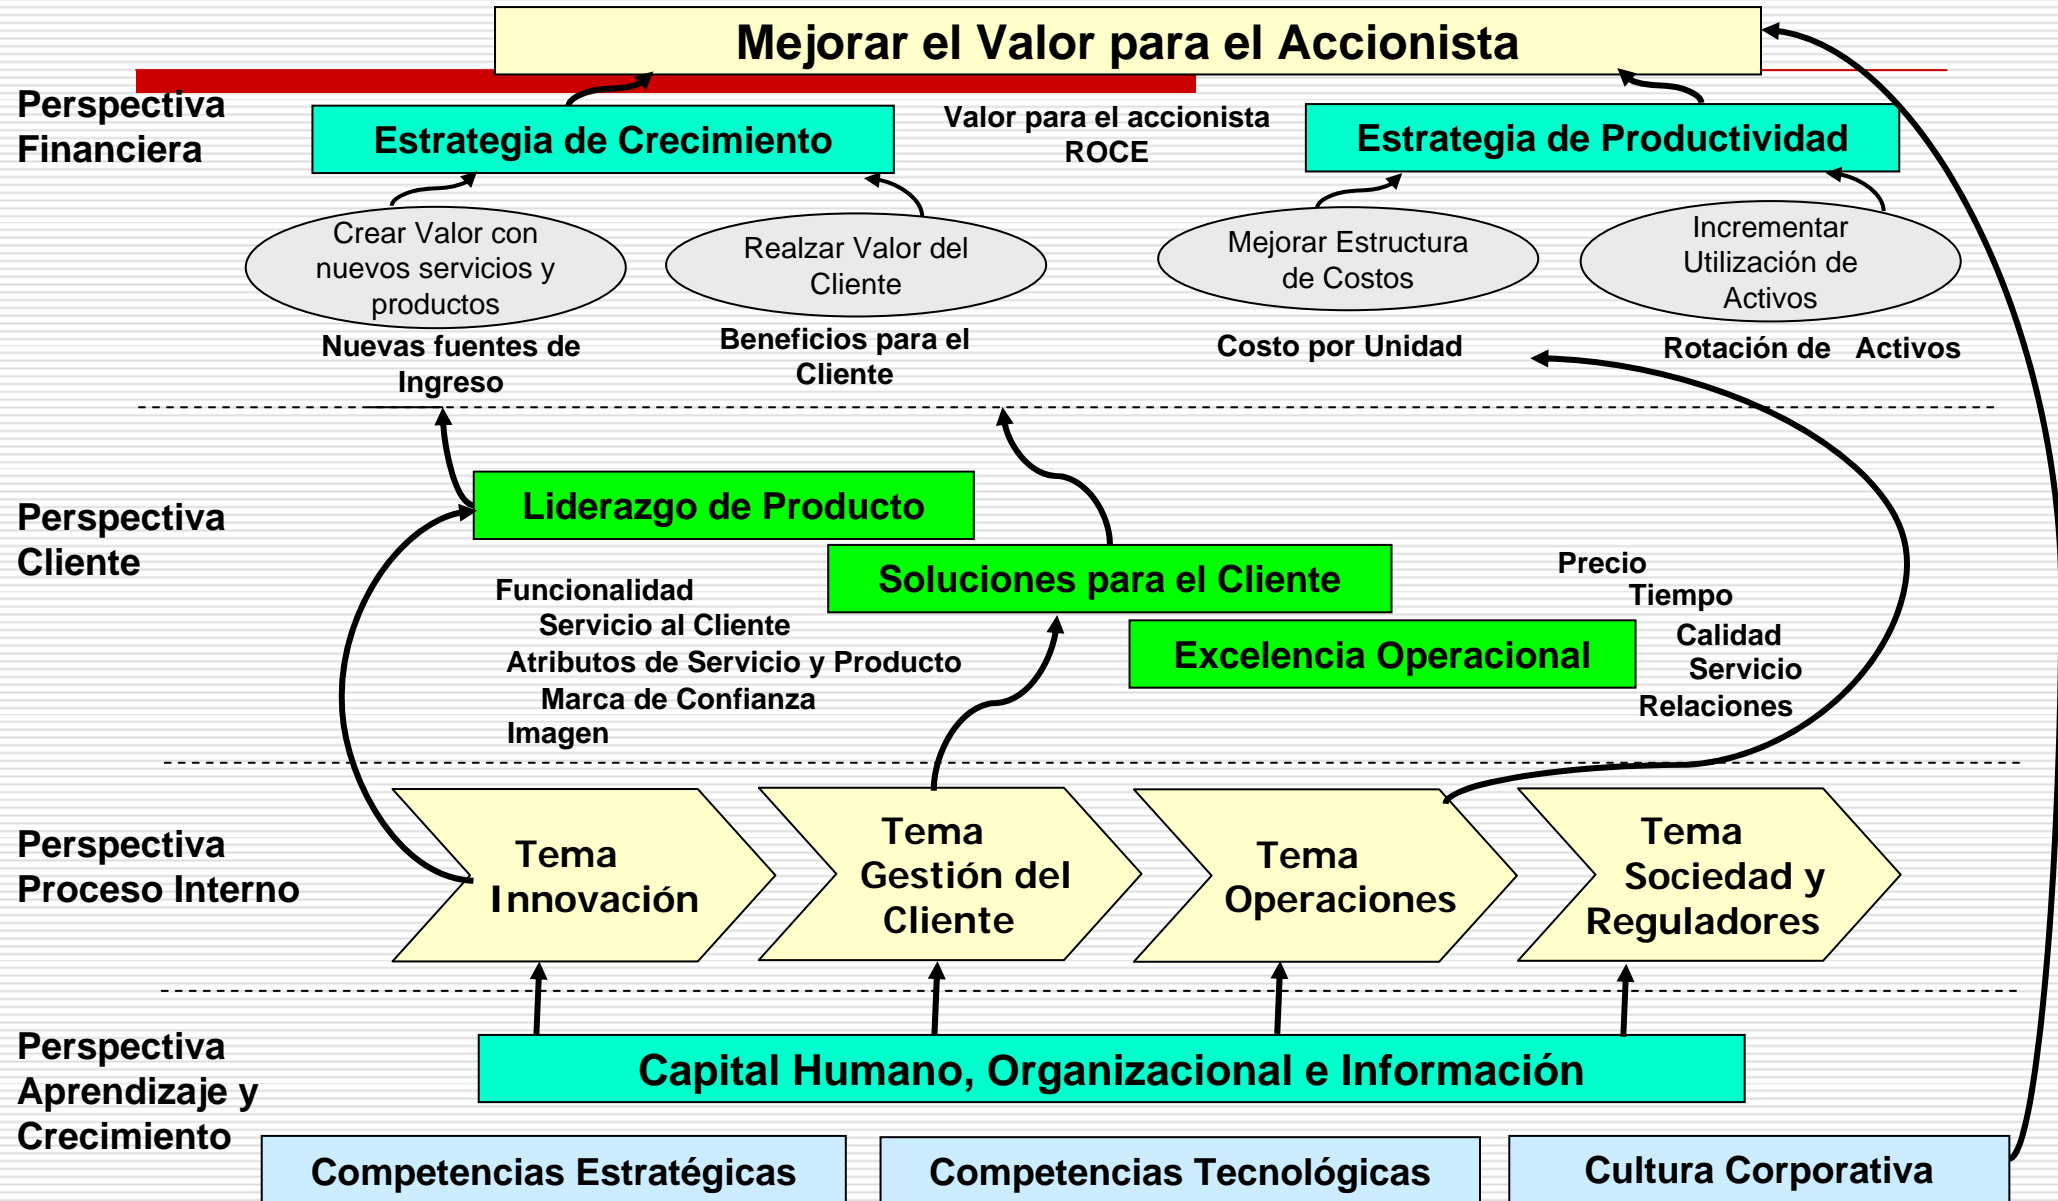 Mejorar el Valor para el Accionista
Perspectiva
Financiera
Estrategia de Crecimiento
Valor para el accionista
ROCE
Estrategia de Productividad
Crear Valor con
nuevos servicios y
productos
Realzar Valor del
Cliente
Mejorar Estructura
de Costos
Incrementar
Utilización de
Activos
Nuevas fuentes de
Ingreso
Beneficios para el
Cliente
Costo por Unidad
Rotación de Activos
Perspectiva
Cliente
Liderazgo de Producto
Soluciones para el Cliente
Excelencia Operacional
Funcionalidad
Servicio al Cliente
Atributos de Servicio y Producto
Marca de Confianza
Imagen
Precio
Tiempo
Calidad
Servicio
Relaciones
Perspectiva
Proceso Interno
Tema
Innovación
Tema
Gestión del
Cliente
Tema
Operaciones
Tema
Sociedad y
Reguladores
Perspectiva
Aprendizaje y
Crecimiento
Capital Humano, Organizacional e Información
Competencias Estratégicas
Competencias Tecnológicas
Cultura Corporativa